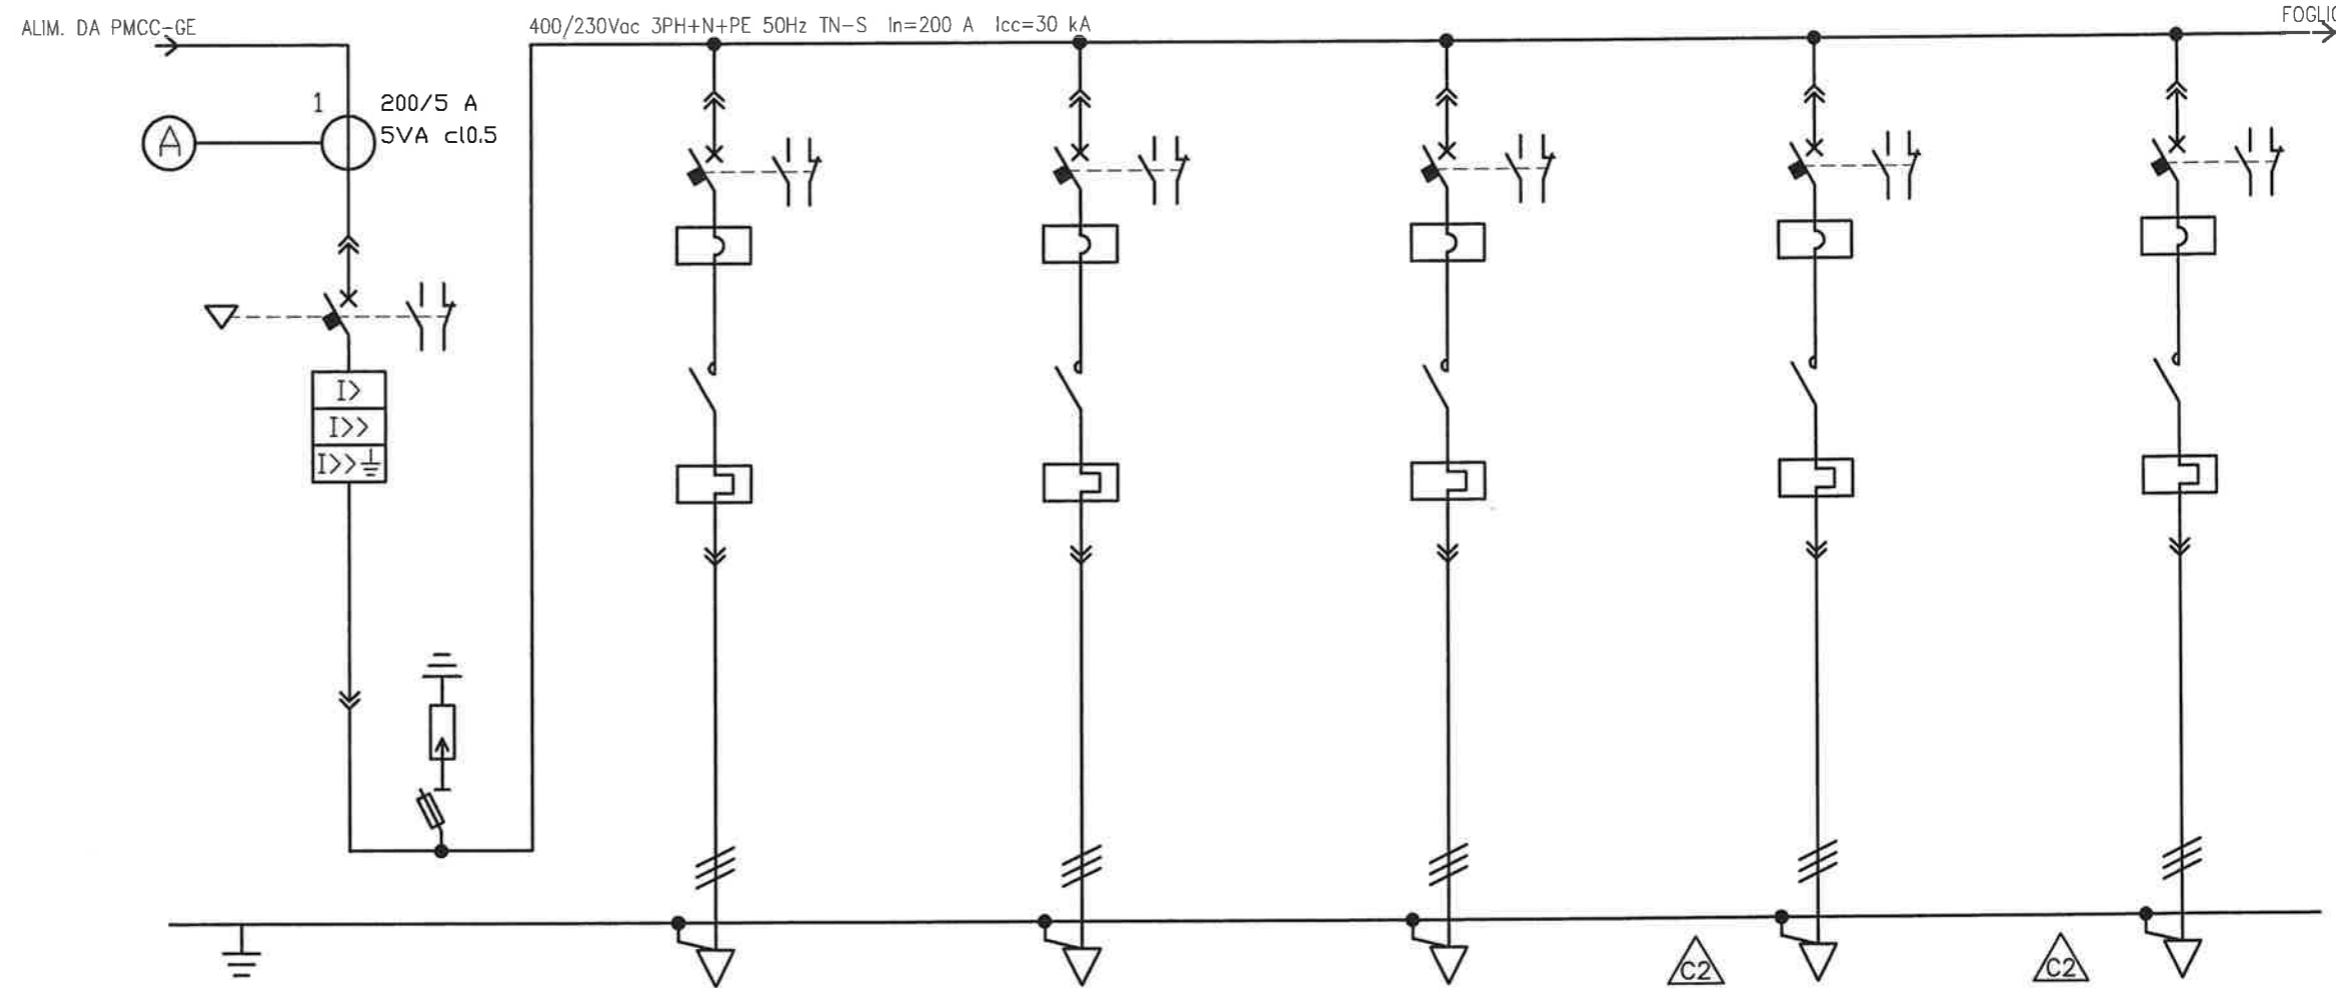 ALIM. DA PMCC-GE
400/230Vac 3PH+N+PE 50Hz TN-S In=200 A Icc=30 kA
1
200/5 A
5VA cl0.5
A
I>
I>>
I>>
C2
C2